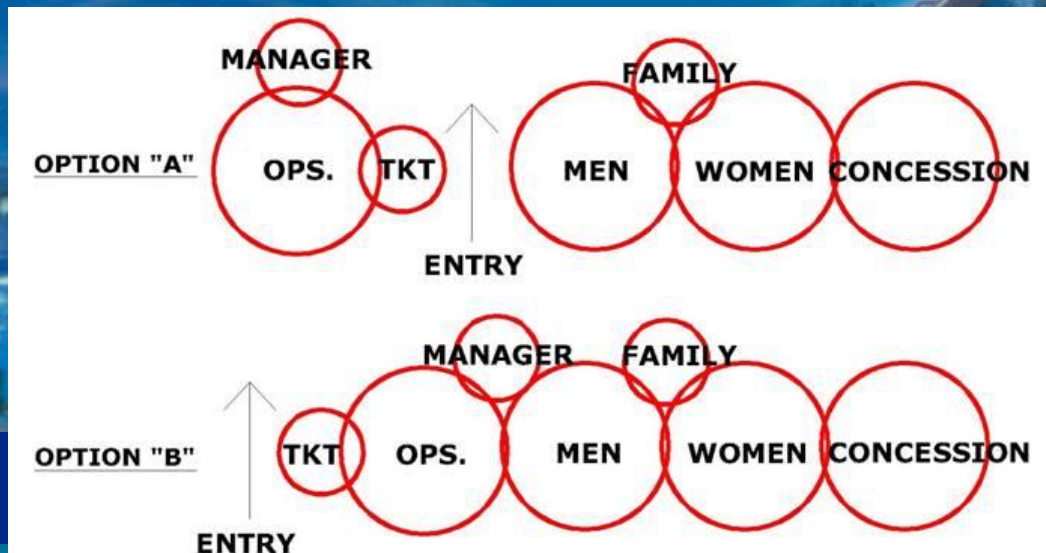 MANAGER
FAMILY
OPTION "A"
OPS.
TKT
MEN
WOMEN
CONCESSION
ENTRY
MANAGER
FAMILY
OPTION "B"
TKT
OPS.
MEN
WOMEN
CONCESSION
ENTRY